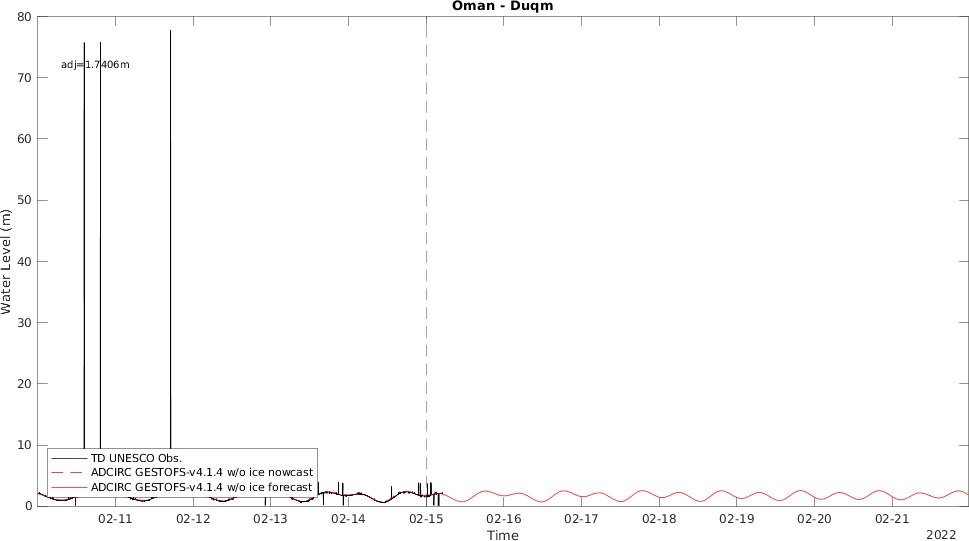 Oman - Duqm
80
70
60
50
40
30
20
10
0
Water Level (m)
adj=1.7406m
TD UNESCO Obs.
ADCIRC GESTOFS-v4.1.4 w/o ice nowcast
ADCIRC GESTOFS-v4.1.4 w/o ice forecast
02-11 02-12 02-13 02-14 02-15 02-16 02-17 02-18 02-19 02-20 02-21
Time
2022